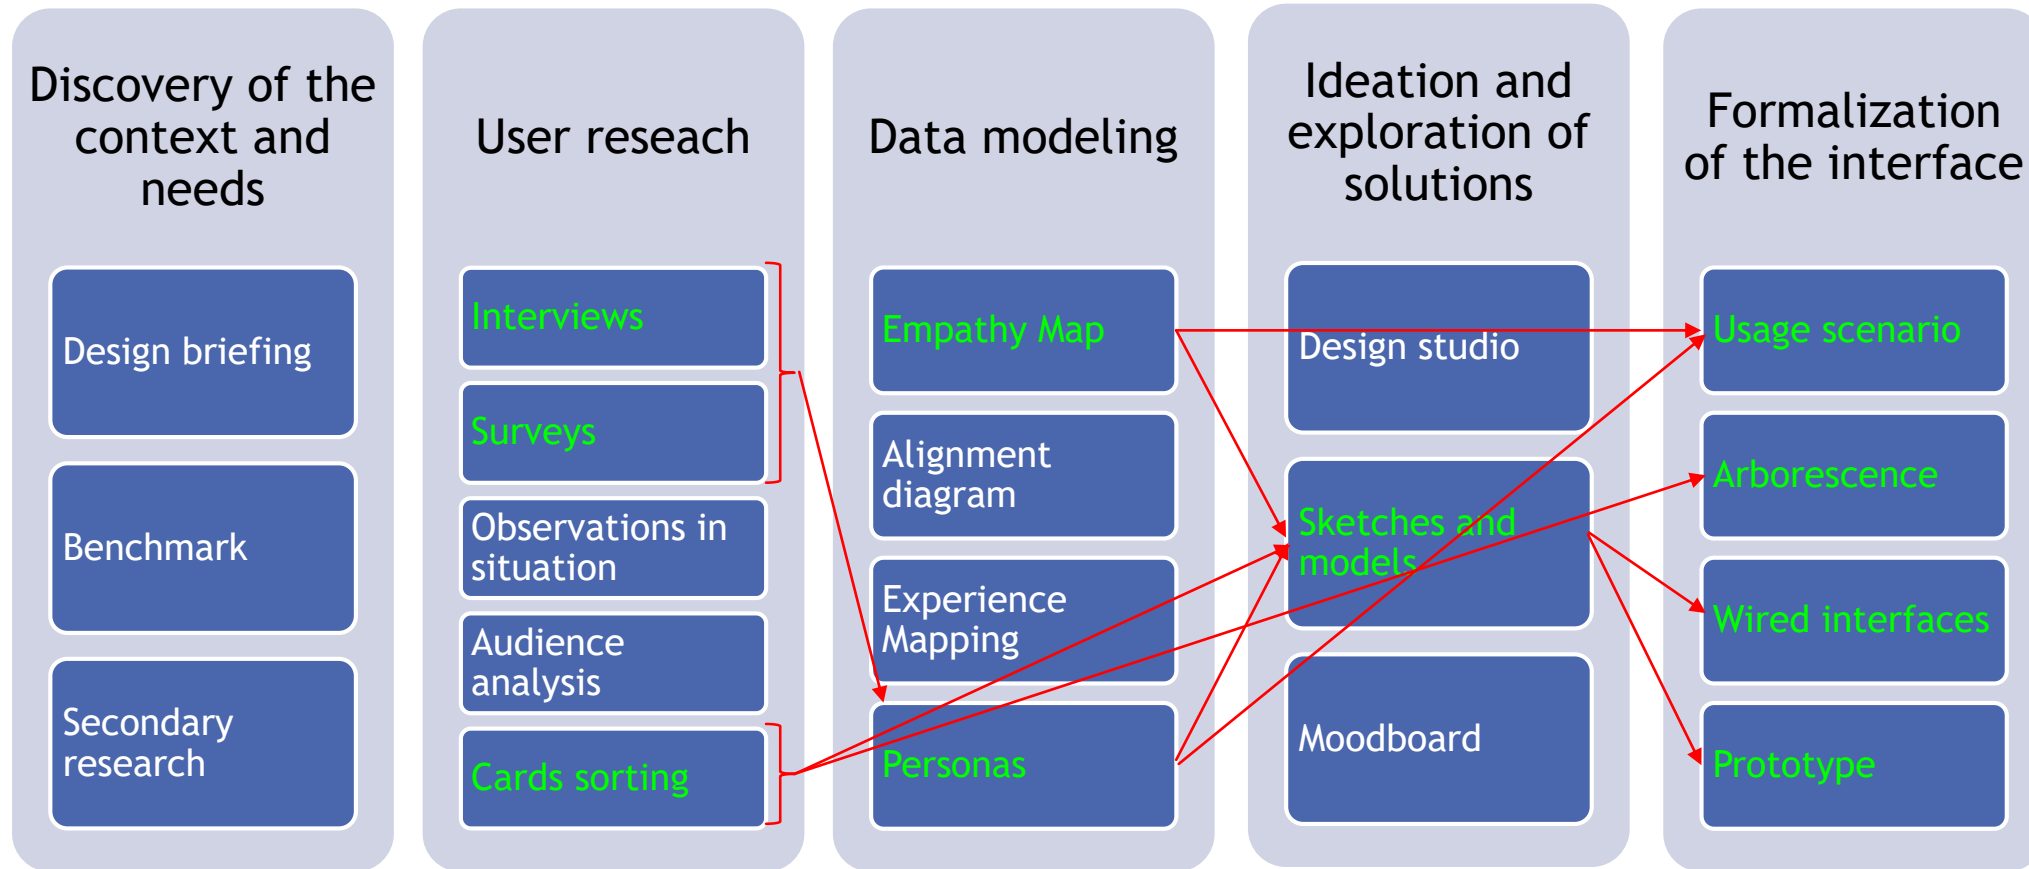 Discovery of the
context and
needs
Design briefing
Benchmark
Secondary
research
User reseach
Interviews
Surveys
Observations in
situation
Audience
analysis
Cards sorting
Data modeling
Empathy Map
Alignment
diagram
Experience
Mapping
Personas
Ideation and
exploration of
solutions
Design studio
Sketches and
models
Moodboard
Formalization
of the interface
Usage scenario
Arborescence
Wired interfaces
Prototype